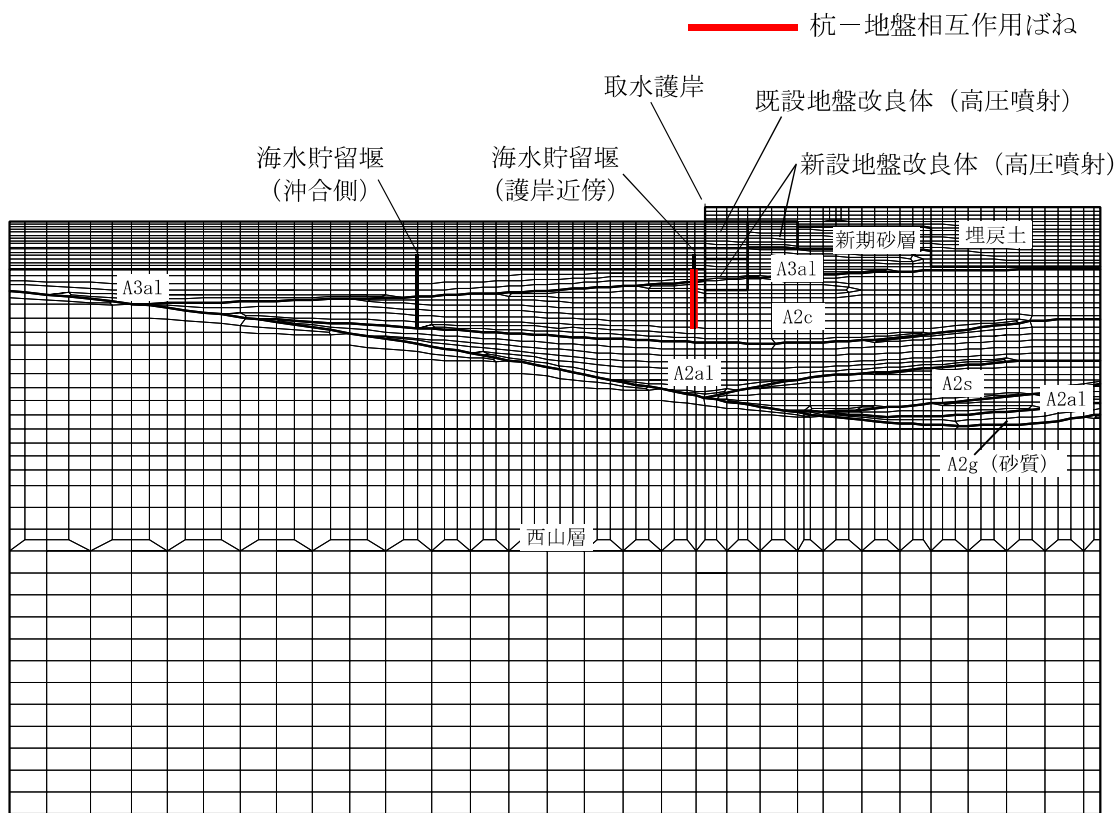 杭－地盤相互作用ばね
取水護岸
既設地盤改良体（高圧噴射）
海水貯留堰
（沖合側）
海水貯留堰
（護岸近傍）
新設地盤改良体（高圧噴射）
新期砂層
埋戻土
A3al
A3al
A2c
A2al
A2s
A2al
A2g（砂質）
西山層